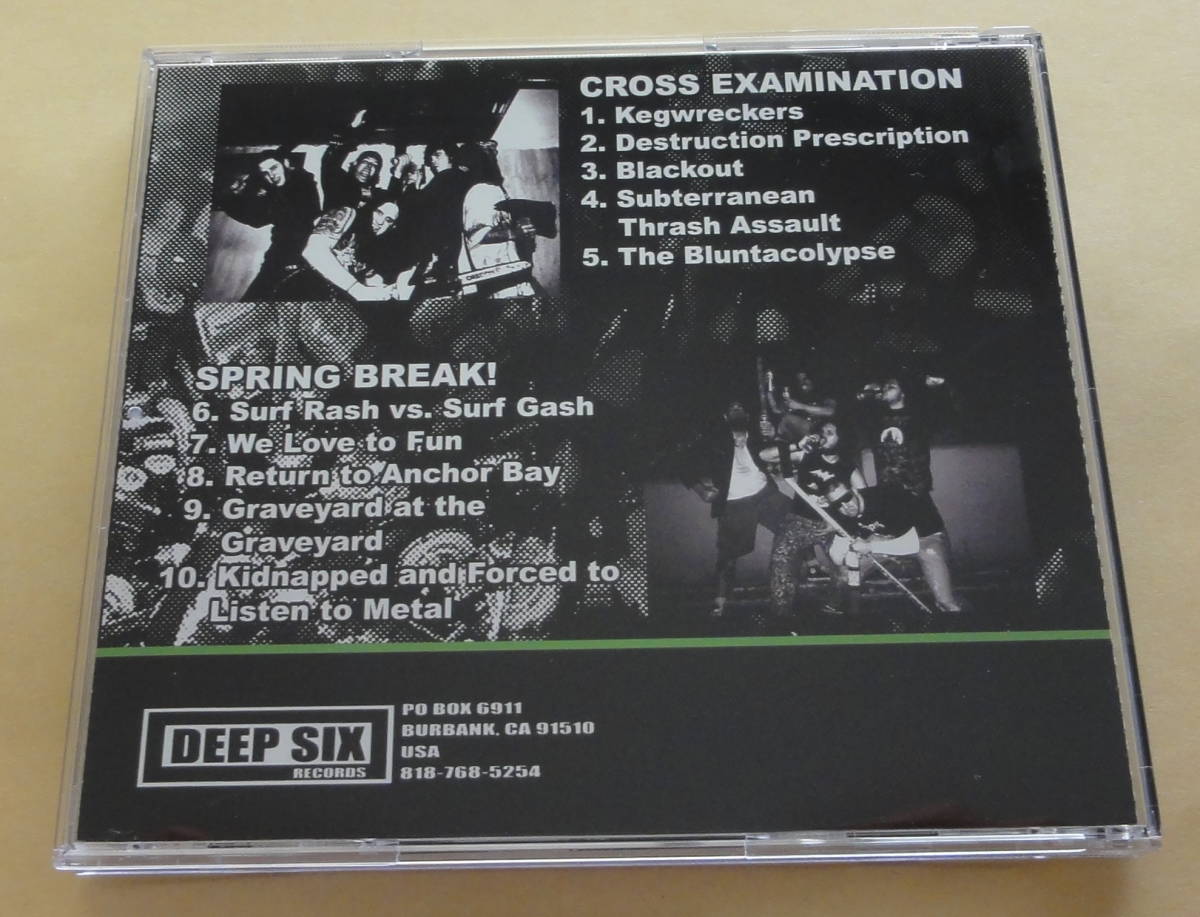 CROSS EXAMINATION
1. Kegwreckers
2. Destruction Prescription
3. Blackout
4. Subterranean
Thrash Assault
5. The Bluntacolypse
SPRING BREAK!
6. Surf Rash vs. Surf Gash
7. We Love to Fun
8. Return to Anchor Bay
9. Graveyard at the
Graveyard
10. Kidnapped and Forced to
Listen to Metal
DEEP SIX
RECORDS
PO BOX 6911
BURBANK, CA 91510
USA
818-768-5254